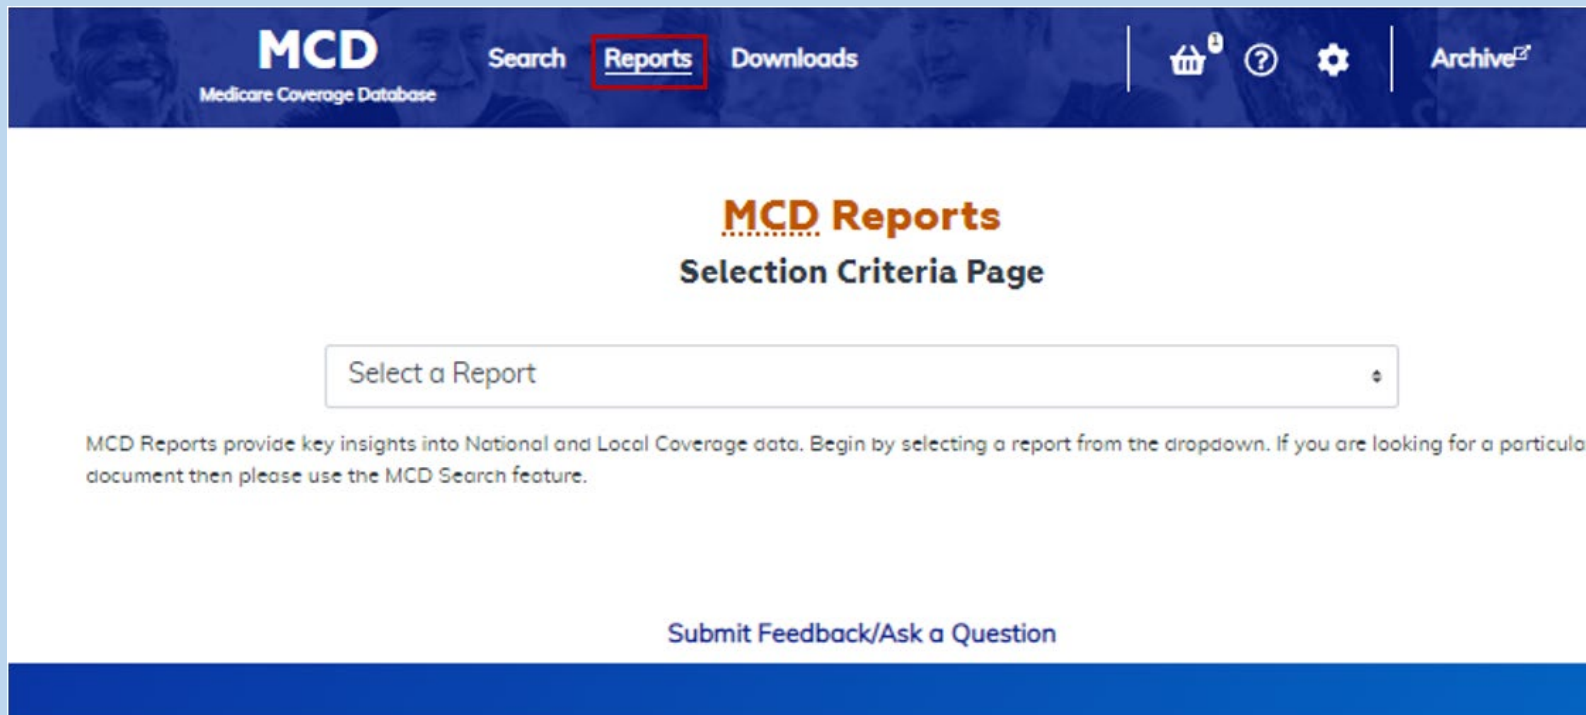 MCD
Medicare Coverage Database
Search Reports Downloads
1
Archive
MCD Reports
Selection Criteria Page
Select a Report
MCD Reports provide key insights into National and Local Coverage data. Begin by selecting a report from the dropdown. If you are looking for a particula
document then please use the MCD Search feature.
Submit Feedback/Ask a Question